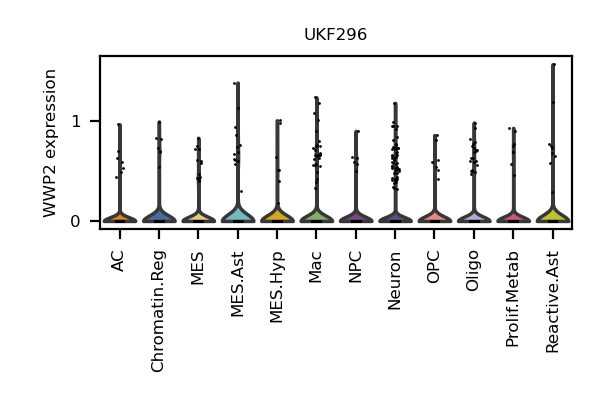 UKF296
WWP2 expression
1
0
AC
Chromatin.Reg
MES
MES.Ast
MES.Hyp
Mac
NPC
Neuron
OPC
Oligo
Prolif.Metab
Reactive.Ast